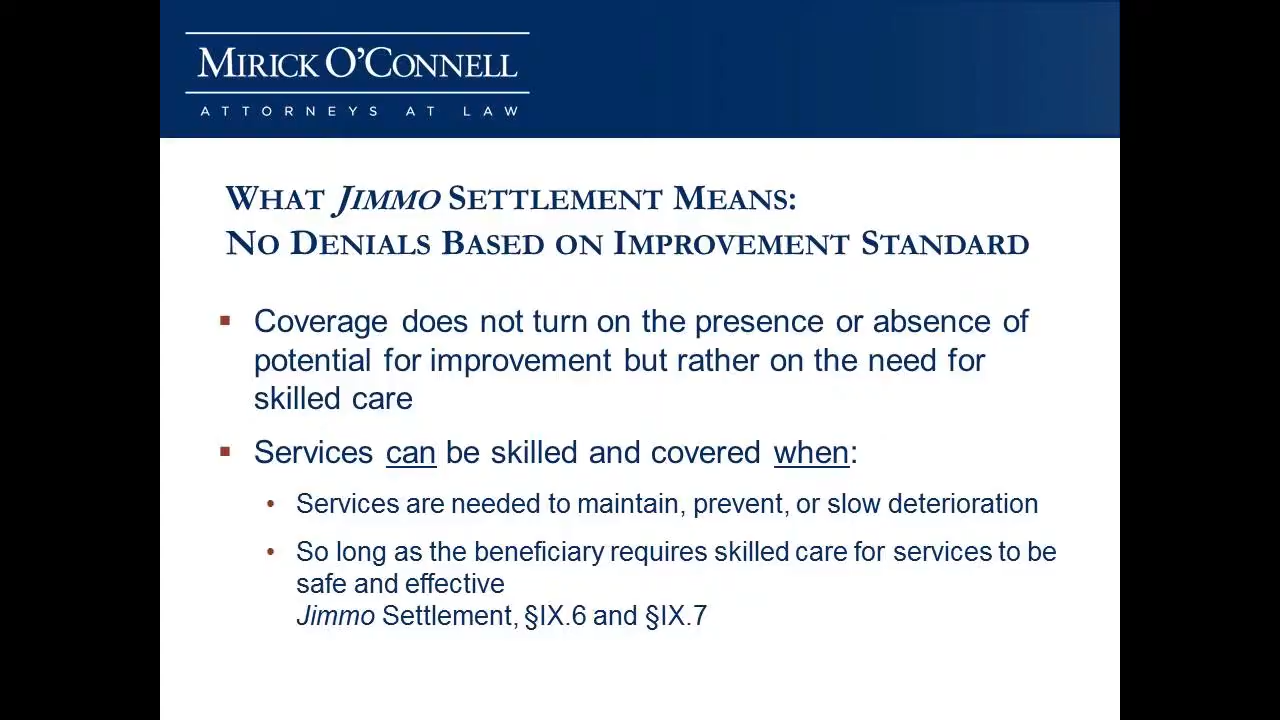 MIRICK O'CONNELL
ATTORNEYS AT LAW
WHAT JIMMO SETTLEMENT MEANS:
NO DENIALS BASED ON IMPROVEMENT STANDARD
▪ Coverage does not turn on the presence or absence of
potential for improvement but rather on the need for
skilled care
▪ Services can be skilled and covered when:
• Services are needed to maintain, prevent, or slow deterioration
• So long as the beneficiary requires skilled care for services to be
safe and effective
Jimmo Settlement, §IX.6 and §IX.7